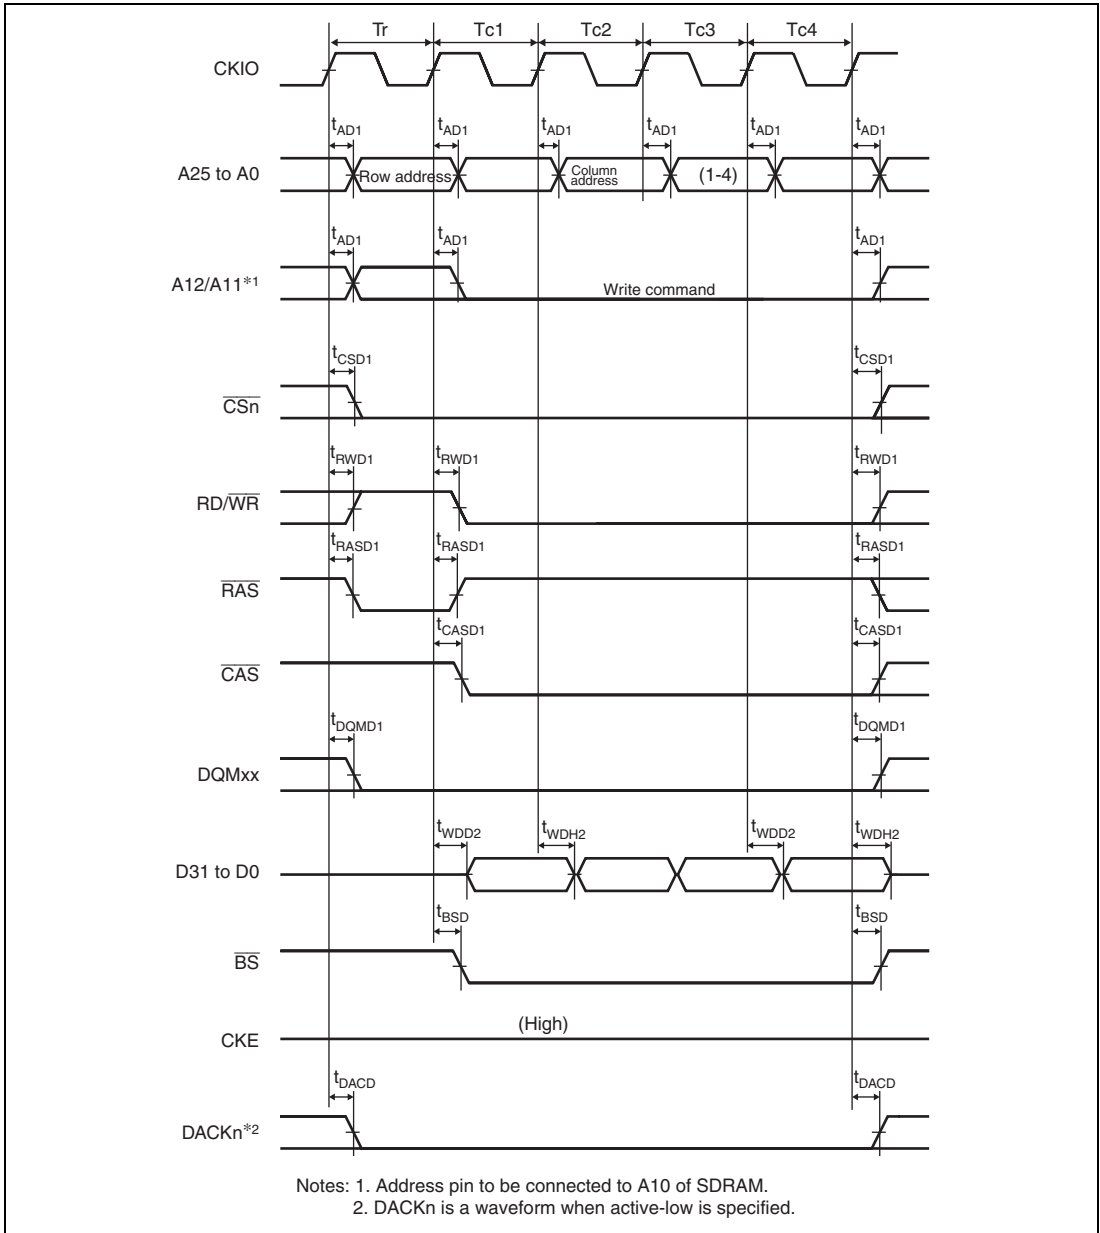 Tr Tc1 Tc2 Tc3 Tc4
CKIO
tAD1 tAD1 tAD1 tAD1 tAD1 tAD1
A25 to A0 Row address Column address (1-4)
tAD1 tAD1 tAD1
A12/A11*1 Write command
tCSD1 tCSD1
CSn
tRWD1 tRWD1 tRWD1
RD/WR
tRASD1 tRASD1 tRASD1
RAS
tCASD1 tCASD1
CAS
tDQMD1 tDQMD1
DQMxx
tWDD2 tWDH2 tWDD2 tWDH2
D31 to D0
tBSD tBSD
BS
(High)
CKE
tDACD tDACD
DACKn*2
Notes: 1. Address pin to be connected to A10 of SDRAM.
2. DACKn is a waveform when active-low is specified.